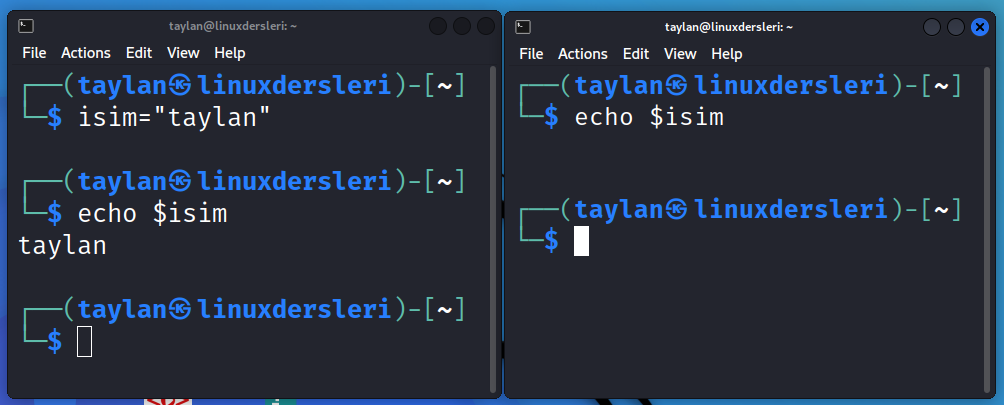 taylan@linuxdersleri: ~
File Actions Edit View Help
┌──(taylan㉿linuxdersleri)-[~]
└─$ isim="taylan"
┌──(taylan㉿linuxdersleri)-[~]
└─$ echo $isim
taylan
┌──(taylan㉿linuxdersleri)-[~]
└─$
taylan@linuxdersleri: ~
File Actions Edit View Help
┌──(taylan㉿linuxdersleri)-[~]
└─$ echo $isim
┌──(taylan㉿linuxdersleri)-[~]
└─$